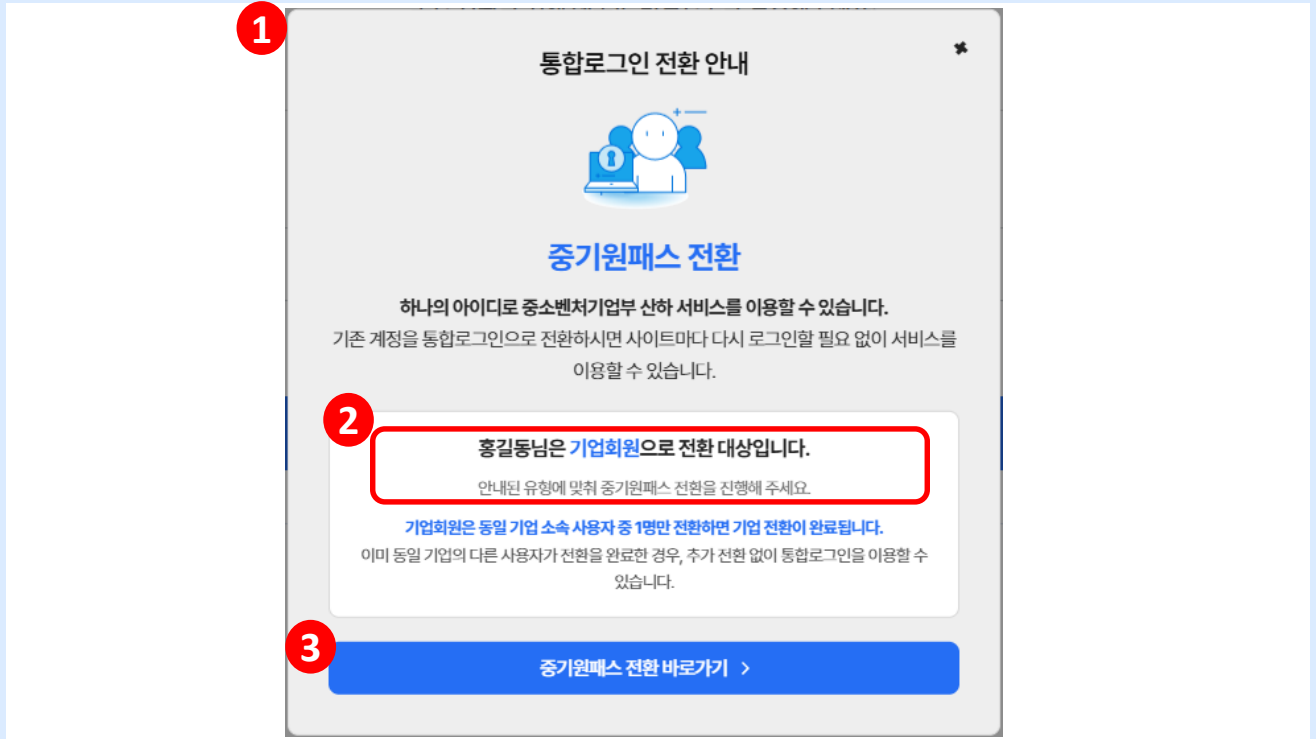 1
통합로그인 전환 안내
중기원패스 전환
하나의 아이디로 중소벤처기업부 산하 서비스를 이용할 수 있습니다.
기존 계정을 통합로그인으로 전환하시면 사이트마다 다시 로그인할 필요 없이 서비스를
이용할 수 있습니다.
2
홍길동님은 기업회원으로 전환 대상입니다.
안내된 유형에 맞춰 중기원패스 전환을 진행해 주세요.
기업회원은 동일 기업 소속 사용자 중 1명만 전환하면 기업 전환이 완료됩니다.
이미 동일 기업의 다른 사용자가 전환을 완료한 경우, 추가 전환 없이 통합로그인을 이용할 수
있습니다.
3
중기원패스 전환 바로가기 >